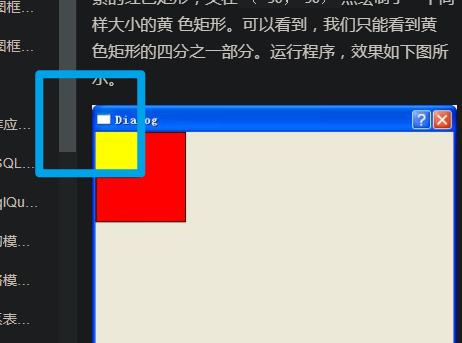 图框...
图框...
库应...
SQL...
qlQu...
模...
模...
表...
素的红色矩形，又在（-50，-50）点绘制了一个同
样大小的黄 色矩形。可以看到，我们只能看到黄
色矩形的四分之一部分。运行程序，效果如下图所
示。
Dialog